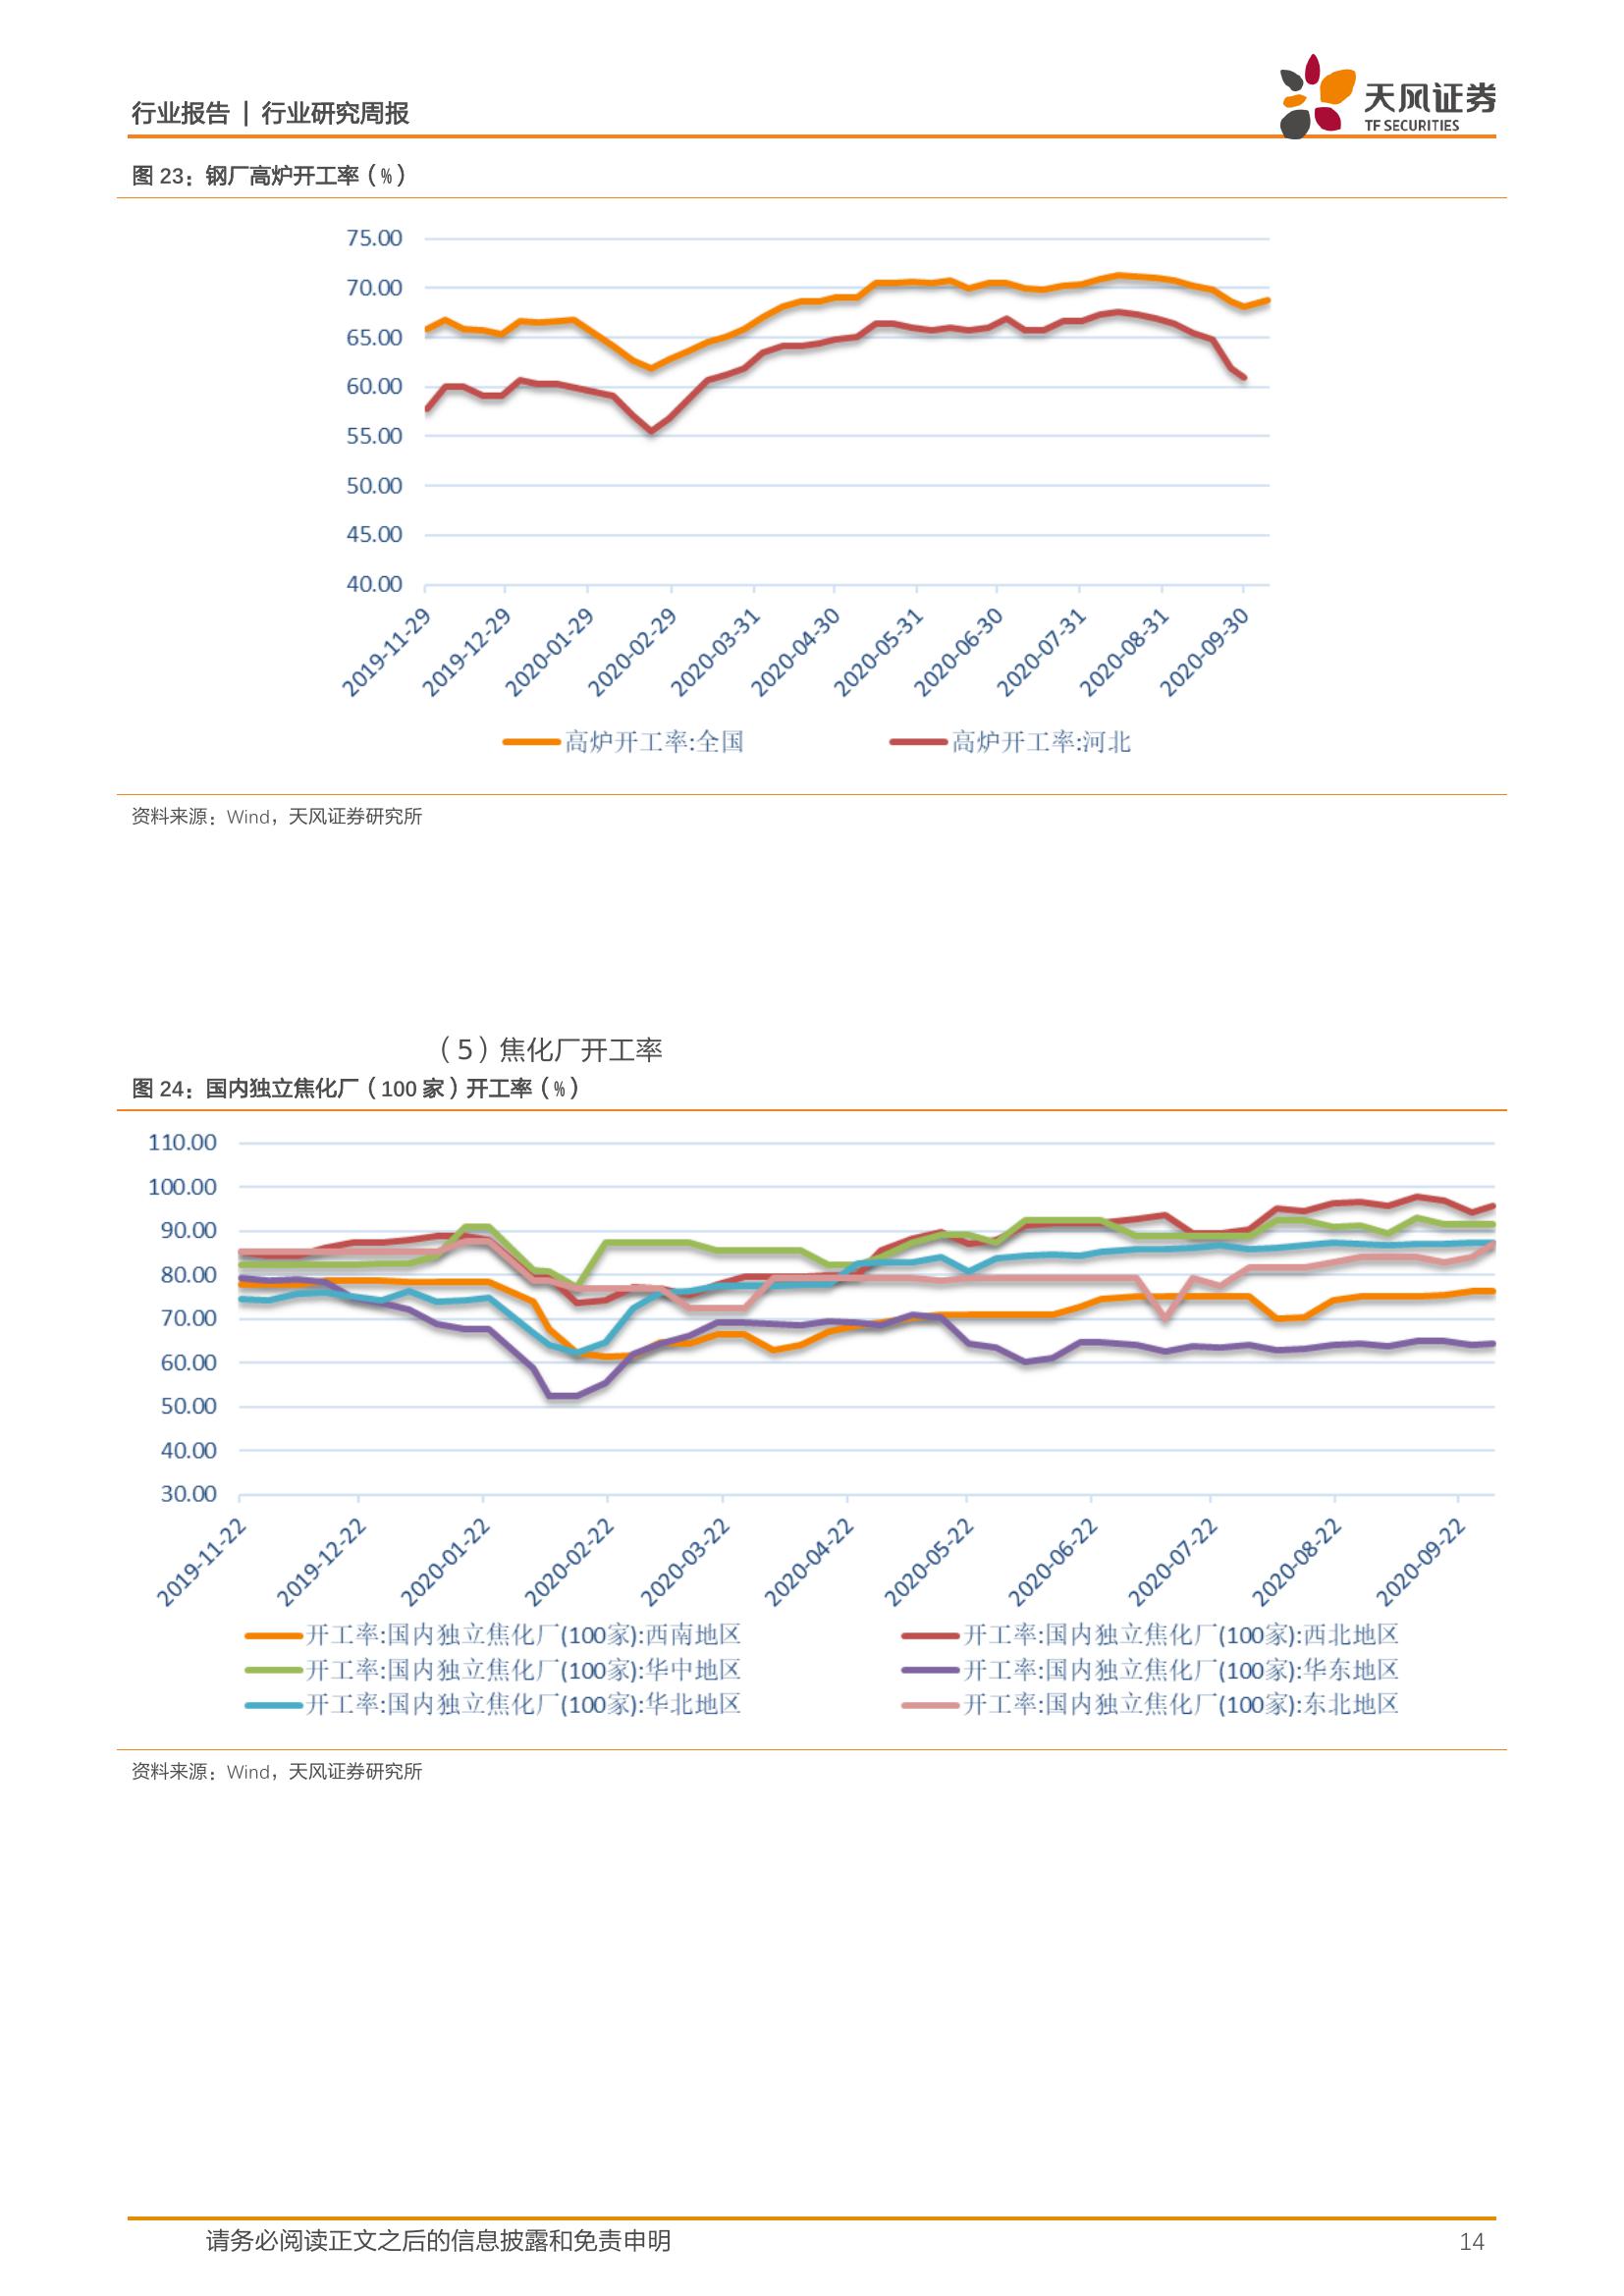 行业报告 | 行业研究周报
天风证券
TF SECURITIES
图 23：钢厂高炉开工率（%）
75.00
70.00
65.00
60.00
55.00
50.00
45.00
40.00
2019-11-29 2019-12-29 2020-01-29 2020-02-29 2020-03-31 2020-04-30 2020-05-31 2020-06-30 2020-07-31 2020-08-31 2020-09-30
高炉开工率:全国 高炉开工率:河北
资料来源：Wind，天风证券研究所
（5）焦化厂开工率
图 24：国内独立焦化厂（100 家）开工率（%）
110.00
100.00
90.00
80.00
70.00
60.00
50.00
40.00
30.00
2019-11-22 2019-12-22 2020-01-22 2020-02-22 2020-03-22 2020-04-22 2020-05-22 2020-06-22 2020-07-22 2020-08-22 2020-09-22
开工率:国内独立焦化厂(100家):西南地区 开工率:国内独立焦化厂(100家):西北地区
开工率:国内独立焦化厂(100家):华中地区 开工率:国内独立焦化厂(100家):华东地区
开工率:国内独立焦化厂(100家):华北地区 开工率:国内独立焦化厂(100家):东北地区
资料来源：Wind，天风证券研究所
请务必阅读正文之后的信息披露和免责申明 14